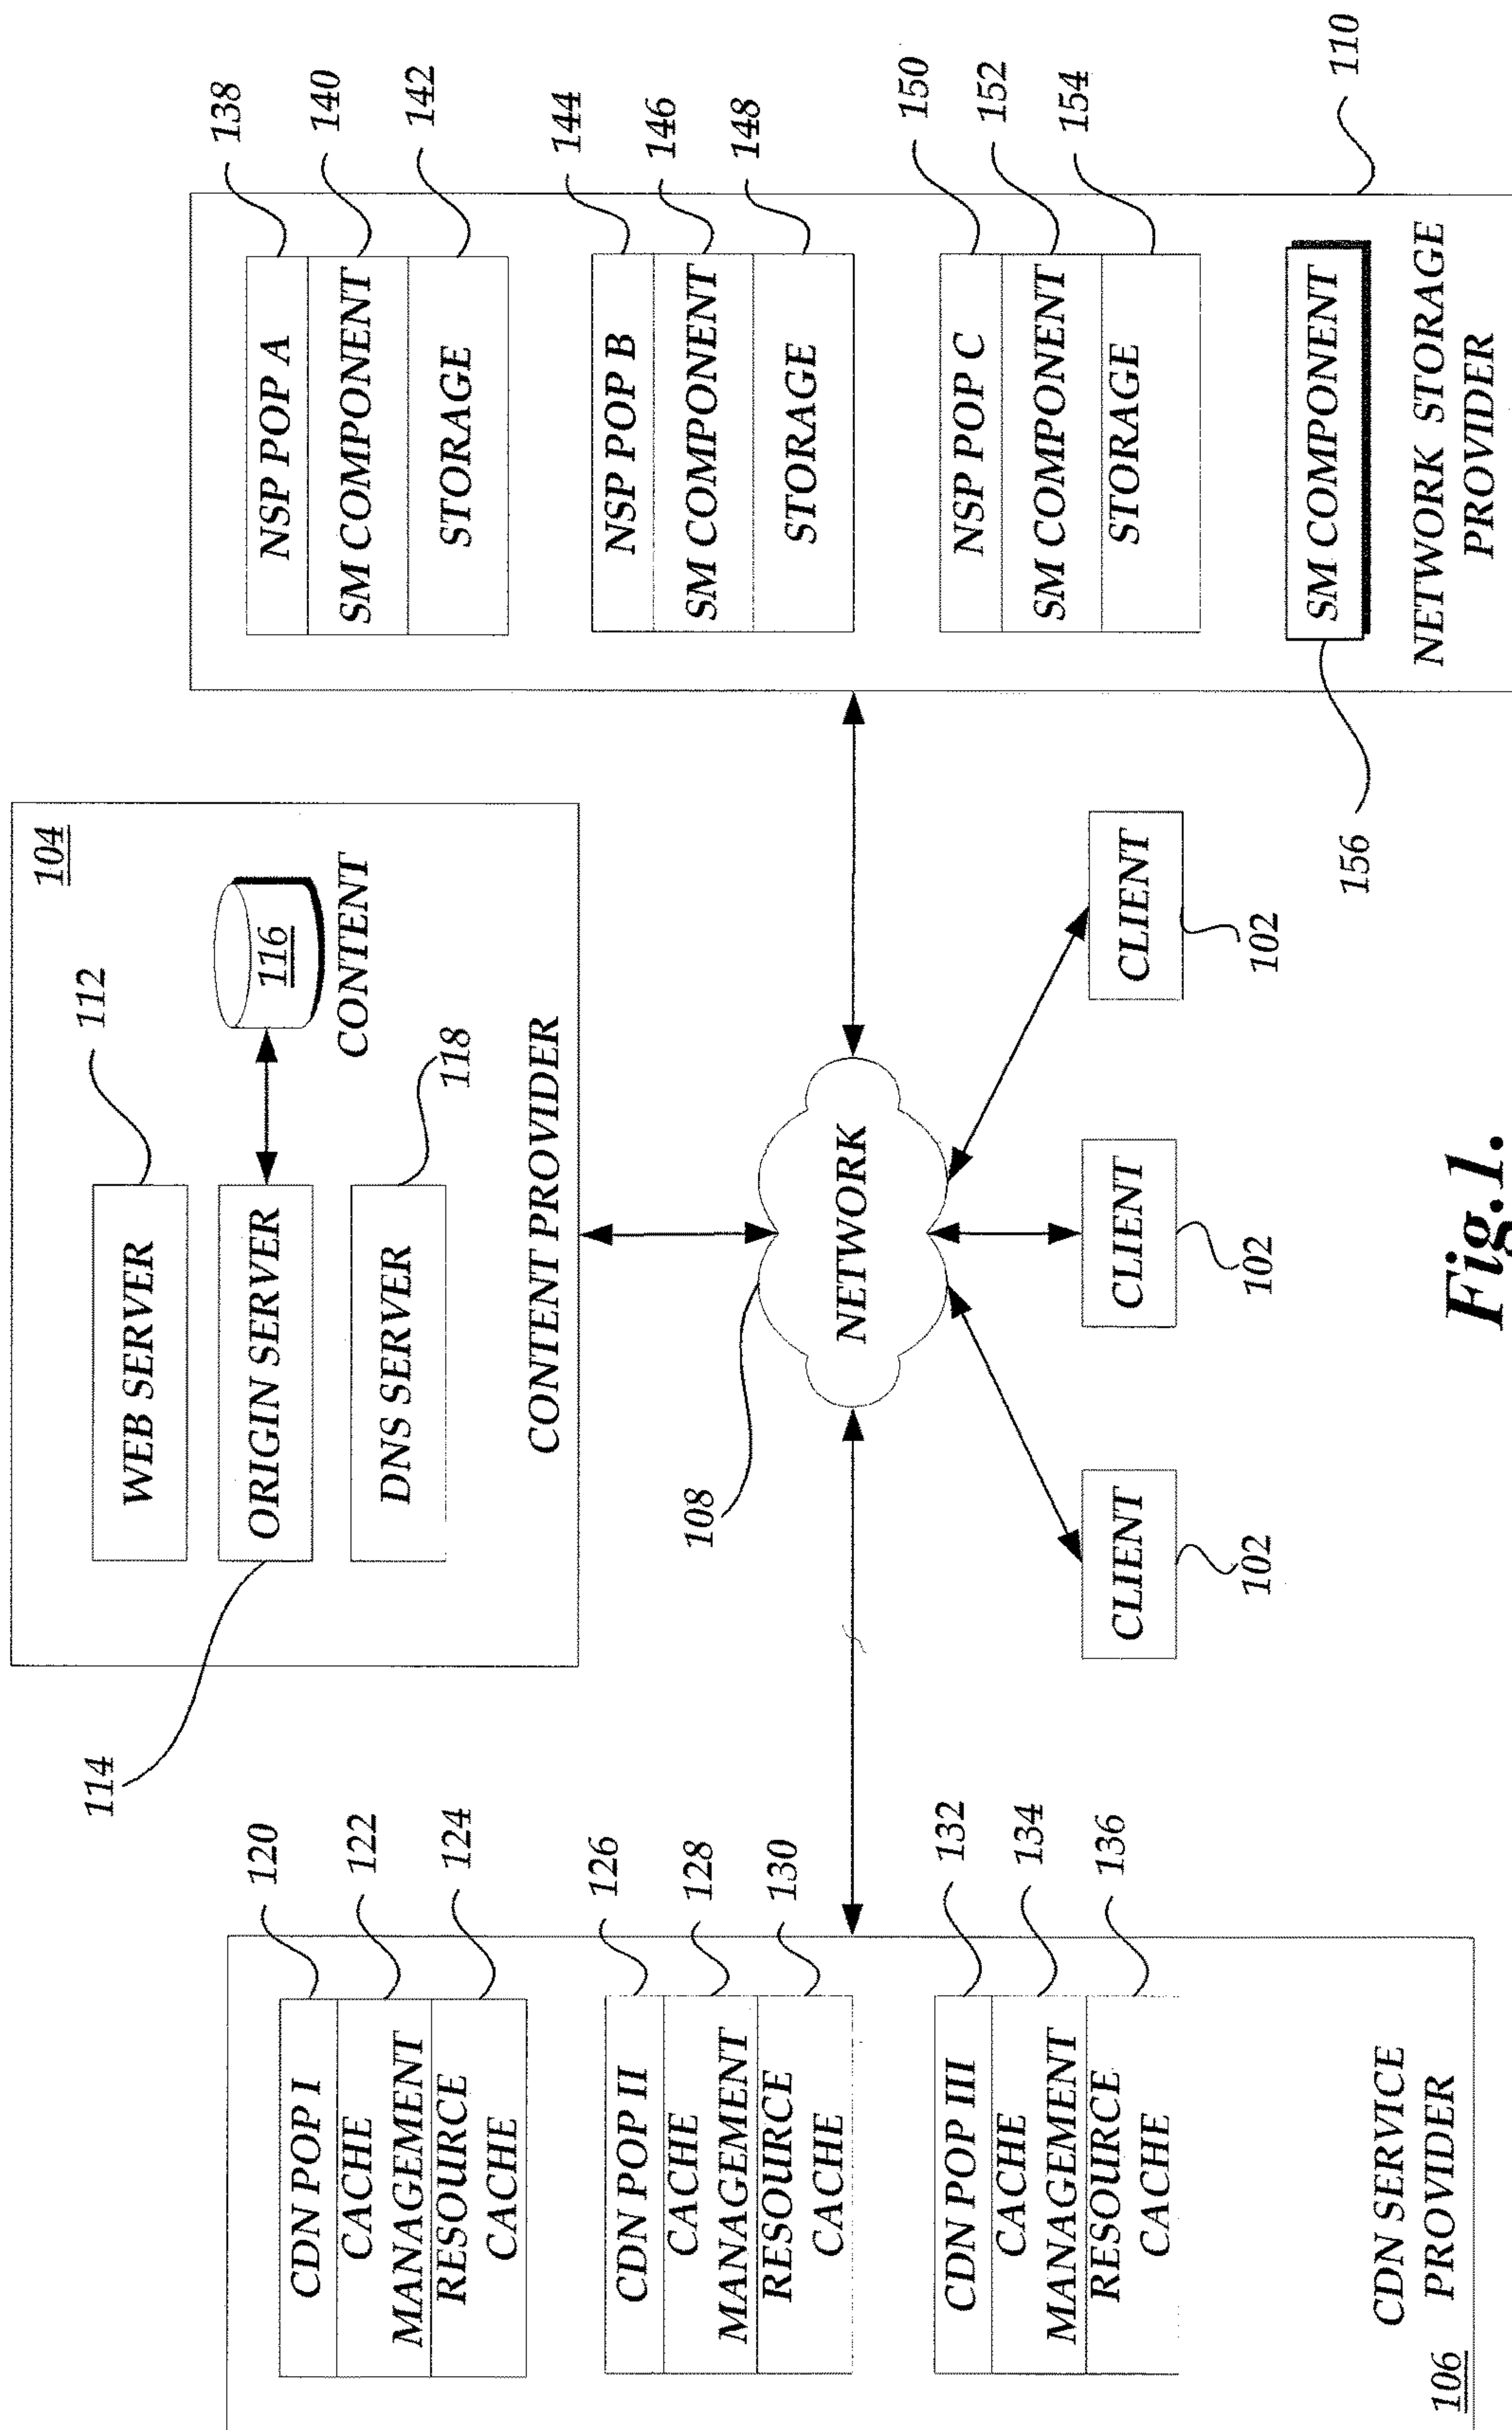 104
WEB SERVER
112
ORIGIN SERVER
114
116
CONTENT
DNS SERVER
118
CONTENT PROVIDER
CDN POP I
120
CACHE
MANAGEMENT
122
RESOURCE
CACHE
124
CDN POP II
126
CACHE
MANAGEMENT
128
RESOURCE
CACHE
130
CDN POP III
132
CACHE
MANAGEMENT
134
RESOURCE
CACHE
136
CDN SERVICE
PROVIDER
106
NETWORK
108
CLIENT
102
CLIENT
102
CLIENT
102
NSP POP A
138
SM COMPONENT
140
STORAGE
142
NSP POP B
144
SM COMPONENT
146
STORAGE
148
NSP POP C
150
SM COMPONENT
152
STORAGE
154
SM COMPONENT
156
NETWORK STORAGE
PROVIDER
110
Fig.1.